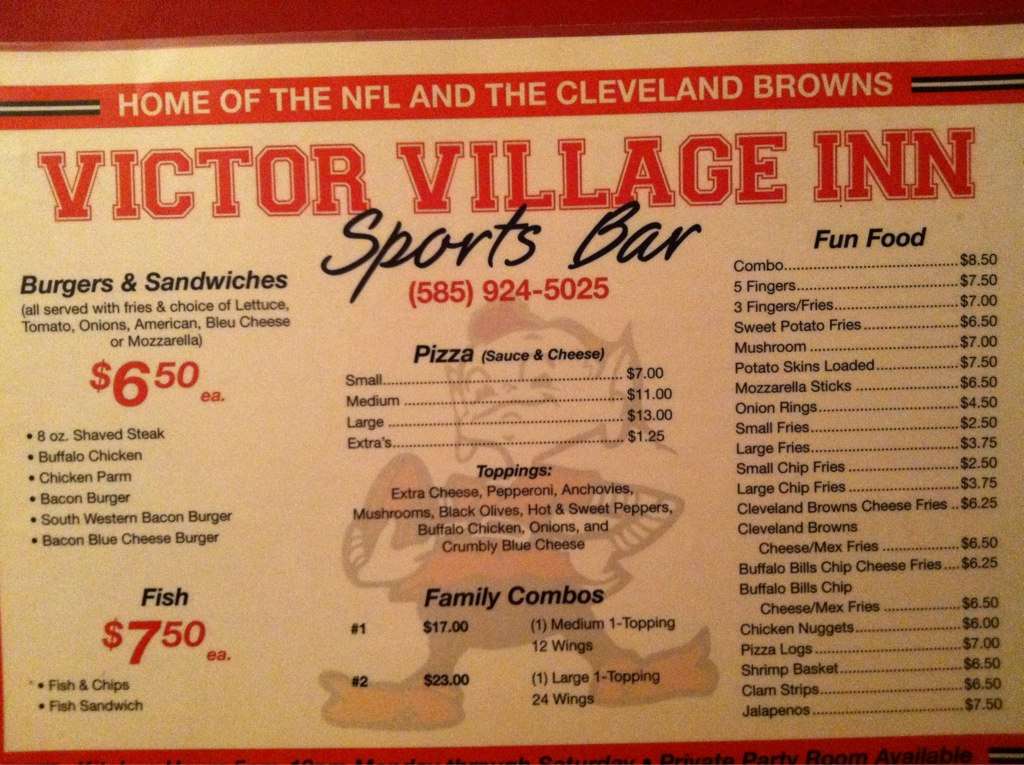 HOME OF THE NFL AND THE CLEVELAND BROWNS
VICTOR VILLAGE INN
Sports Bar
(585) 924-5025
Burgers & Sandwiches
(all served with fries & choice of Lettuce,
Tomato, Onions, American, Bleu Cheese
or Mozzarella)
$6 50 ea.
• 8 oz. Shaved Steak
• Buffalo Chicken
• Chicken Parm
• Bacon Burger
• South Western Bacon Burger
• Bacon Blue Cheese Burger
Fish
$7 50 ea.
• Fish & Chips
• Fish Sandwich
Pizza (Sauce & Cheese)
Small $7.00
Medium $11.00
Large $13.00
Extra's $1.25
Toppings:
Extra Cheese, Pepperoni, Anchovies,
Mushrooms, Black Olives, Hot & Sweet Peppers,
Buffalo Chicken, Onions, and
Crumbly Blue Cheese
Family Combos
#1 $17.00 (1) Medium 1-Topping
12 Wings
#2 $23.00 (1) Large 1-Topping
24 Wings
Fun Food
Combo $8.50
5 Fingers $7.50
3 Fingers/Fries $7.00
Sweet Potato Fries $6.50
Mushroom $7.00
Potato Skins Loaded $7.50
Mozzarella Sticks $6.50
Onion Rings $4.50
Small Fries $2.50
Large Fries $3.75
Small Chip Fries $2.50
Large Chip Fries $3.75
Cleveland Browns Cheese Fries $6.25
Cleveland Browns
Cheese/Mex Fries $6.50
Buffalo Bills Chip Cheese Fries $6.25
Buffalo Bills Chip
Cheese/Mex Fries $6.50
Chicken Nuggets $6.00
Pizza Logs $7.00
Shrimp Basket $6.50
Clam Strips $6.50
Jalapenos $7.50
Monday through Saturday • Private Party Room Available